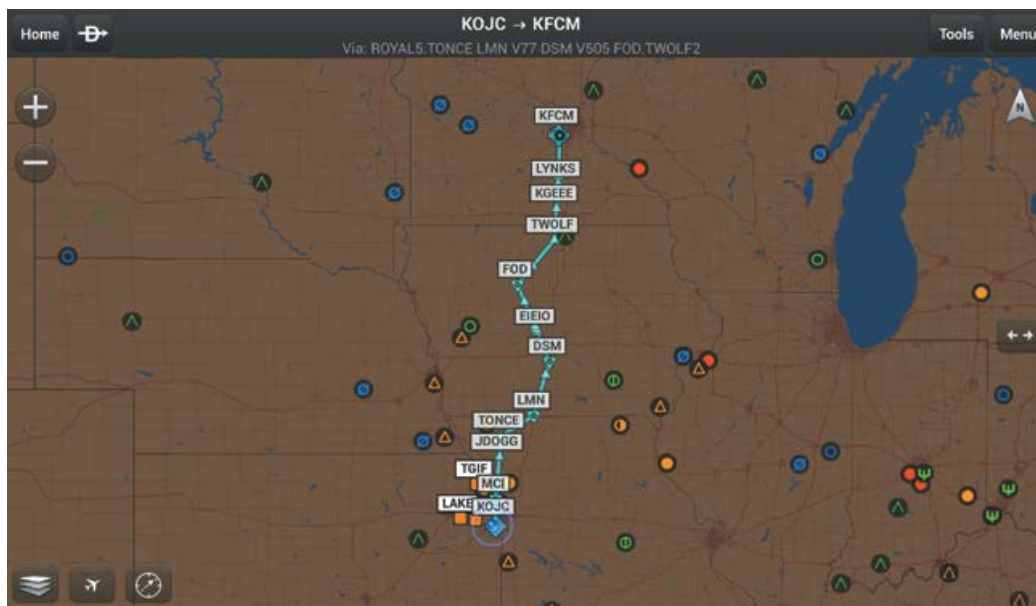 Home
D
KOJC → KFCM
Via: ROYAL5.TONCE LMN V77 DSM V505 FOD.TWOLF2
Tools
Menu
N
KFCM
LYNKS
KGEEE
TWOLF
FOD
EIEIO
DSM
LMN
TONCE
JDOGG
TGIF
MCI
LAKE
KOJC